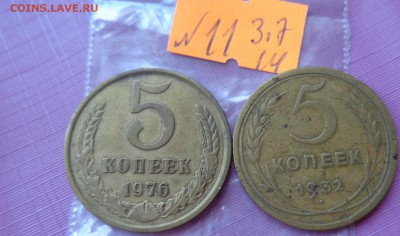 COINS.LAVE.RU
№11 3.7
14
5
КОПЕЕК
1976
5
КОПЕЕК
1932